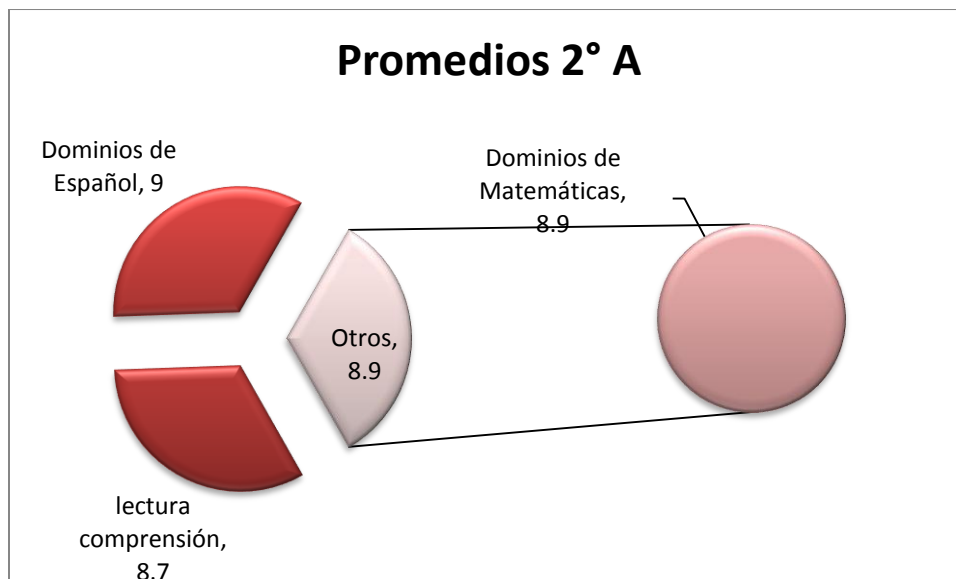 Promedios 2° A
Dominios de
Español, 9
Dominios de
Matemáticas,
8.9
Otros,
8.9
lectura
comprensión,
8.7